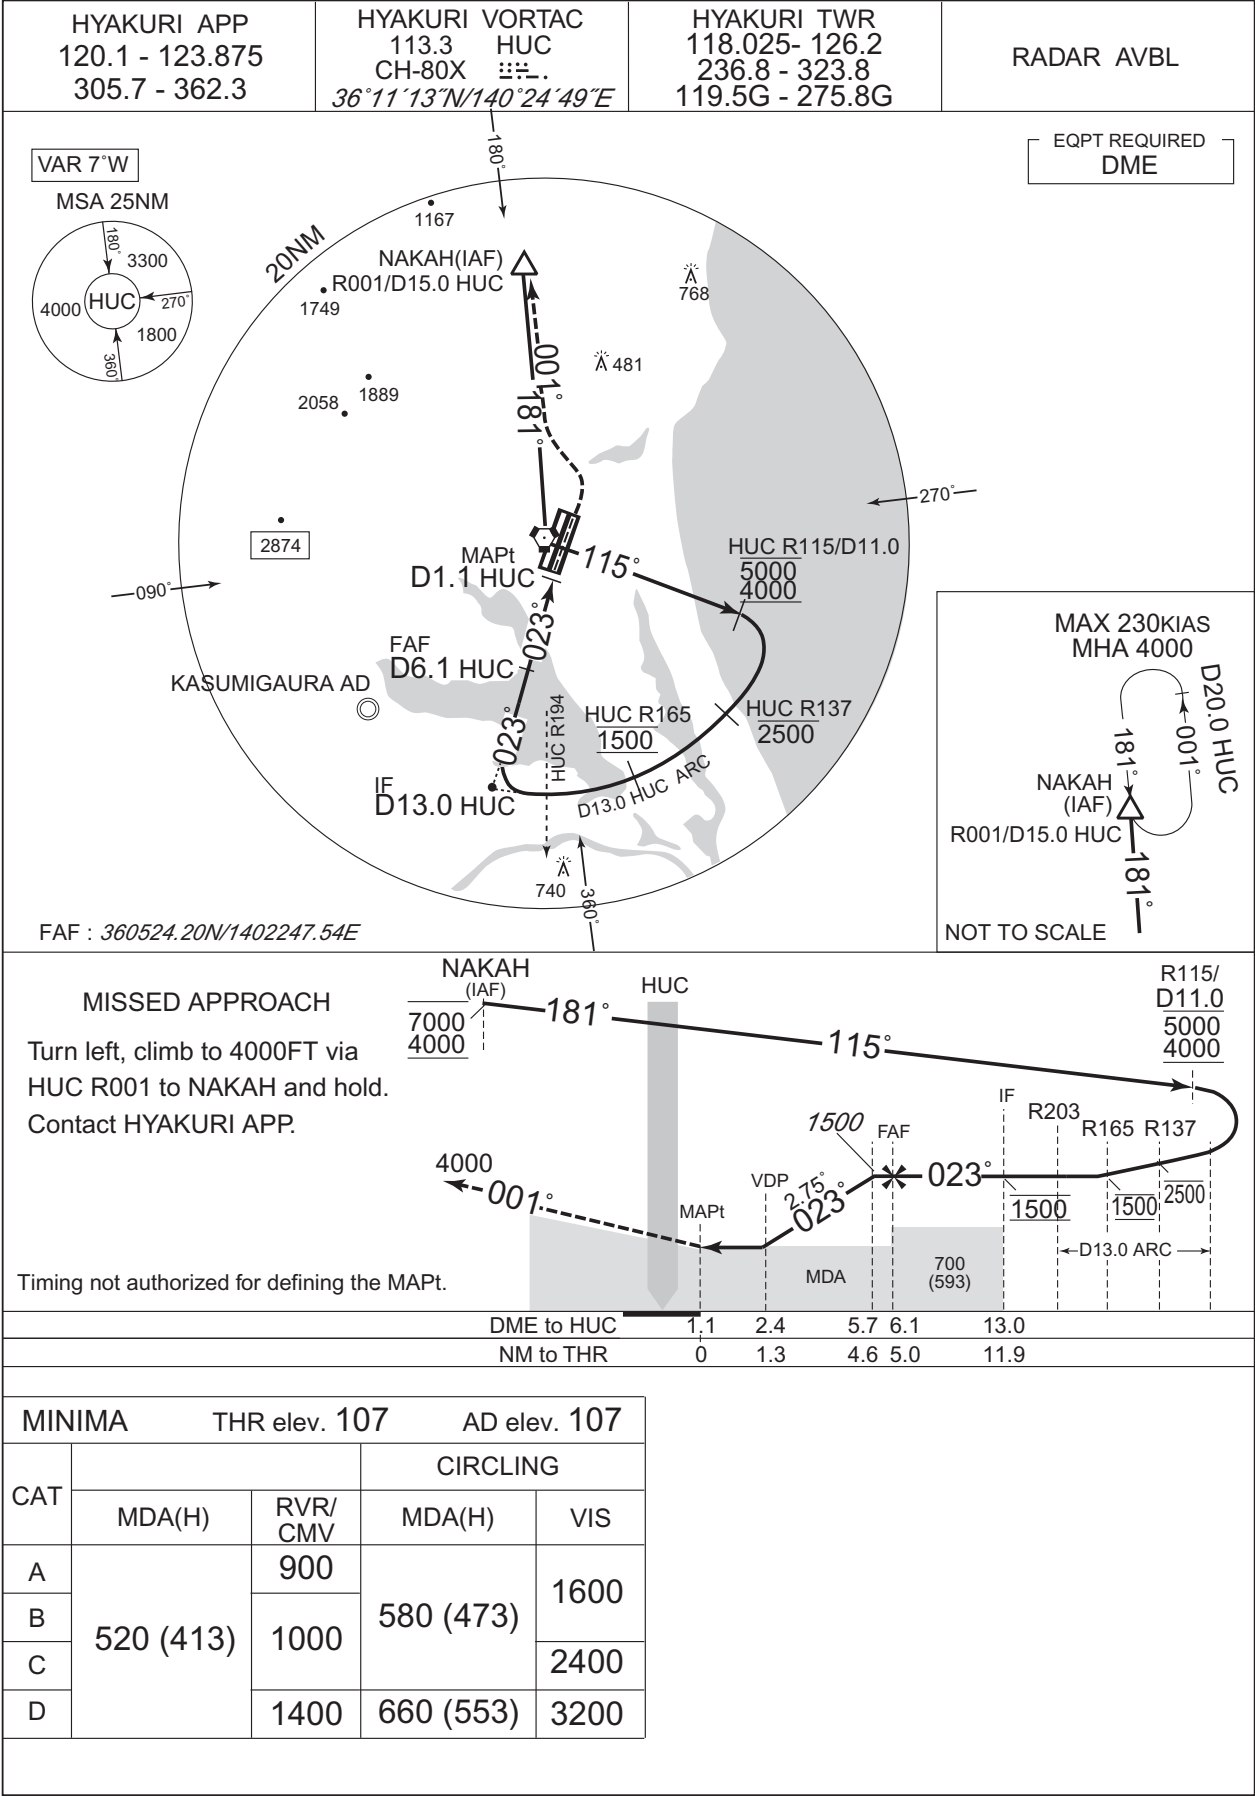 HYAKURI APP
120.1 - 123.875
305.7 - 362.3
HYAKURI VORTAC
113.3 HUC
CH-80X
36°11´13˝N/140°24´49˝E
HYAKURI TWR
118.025- 126.2
236.8 - 323.8
119.5G - 275.8G
RADAR AVBL
EQPT REQUIRED
DME
VAR 7°W
MSA 25NM
180°
3300
4000
HUC
270°
1800
360°
180°
20NM
1167
NAKAH(IAF)
R001/D15.0 HUC
1749
768
481
1889
2058
001°
181°
270°
2874
MAPt
D1.1 HUC
115°
HUC R115/D11.0
5000
4000
090°
023°
FAF
D6.1 HUC
KASUMIGAURA AD
023°
HUC R194
HUC R165
1500
HUC R137
2500
IF
D13.0 HUC
D13.0 HUC ARC
740
360°
FAF : 360524.20N/1402247.54E
MAX 230KIAS
MHA 4000
D20.0 HUC
181°
001°
NAKAH
(IAF)
R001/D15.0 HUC
181°
NOT TO SCALE
MISSED APPROACH
Turn left, climb to 4000FT via
HUC R001 to NAKAH and hold.
Contact HYAKURI APP.
Timing not authorized for defining the MAPt.
NAKAH
(IAF)
7000
4000
181°
HUC
115°
R115/
D11.0
5000
4000
IF
R203
R165 R137
1500
FAF
023°
4000
001°
VDP
2.75°
023°
MAPt
1500
1500
2500
D13.0 ARC
MDA
700
(593)
DME to HUC 1.1 2.4 5.7 6.1 13.0
NM to THR 0 1.3 4.6 5.0 11.9
MINIMA THR elev. 107 AD elev. 107
CAT
CIRCLING
MDA(H)
RVR/
CMV
MDA(H)
VIS
A
B
C
D
520 (413)
900
1000
1400
580 (473)
660 (553)
1600
2400
3200